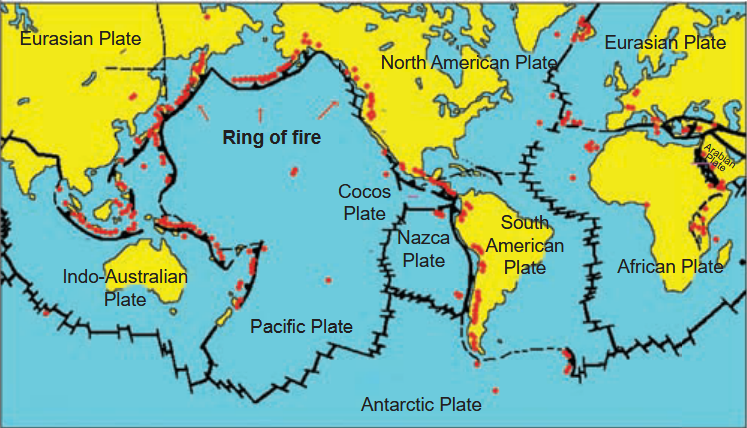 Eurasian Plate
North American Plate
Eurasian Plate
Ring of fire
Arabian
Plate
Cocos
Plate
Nazca
Plate
South
American
Plate
African Plate
Indo-Australian
Plate
Pacific Plate
Antarctic Plate